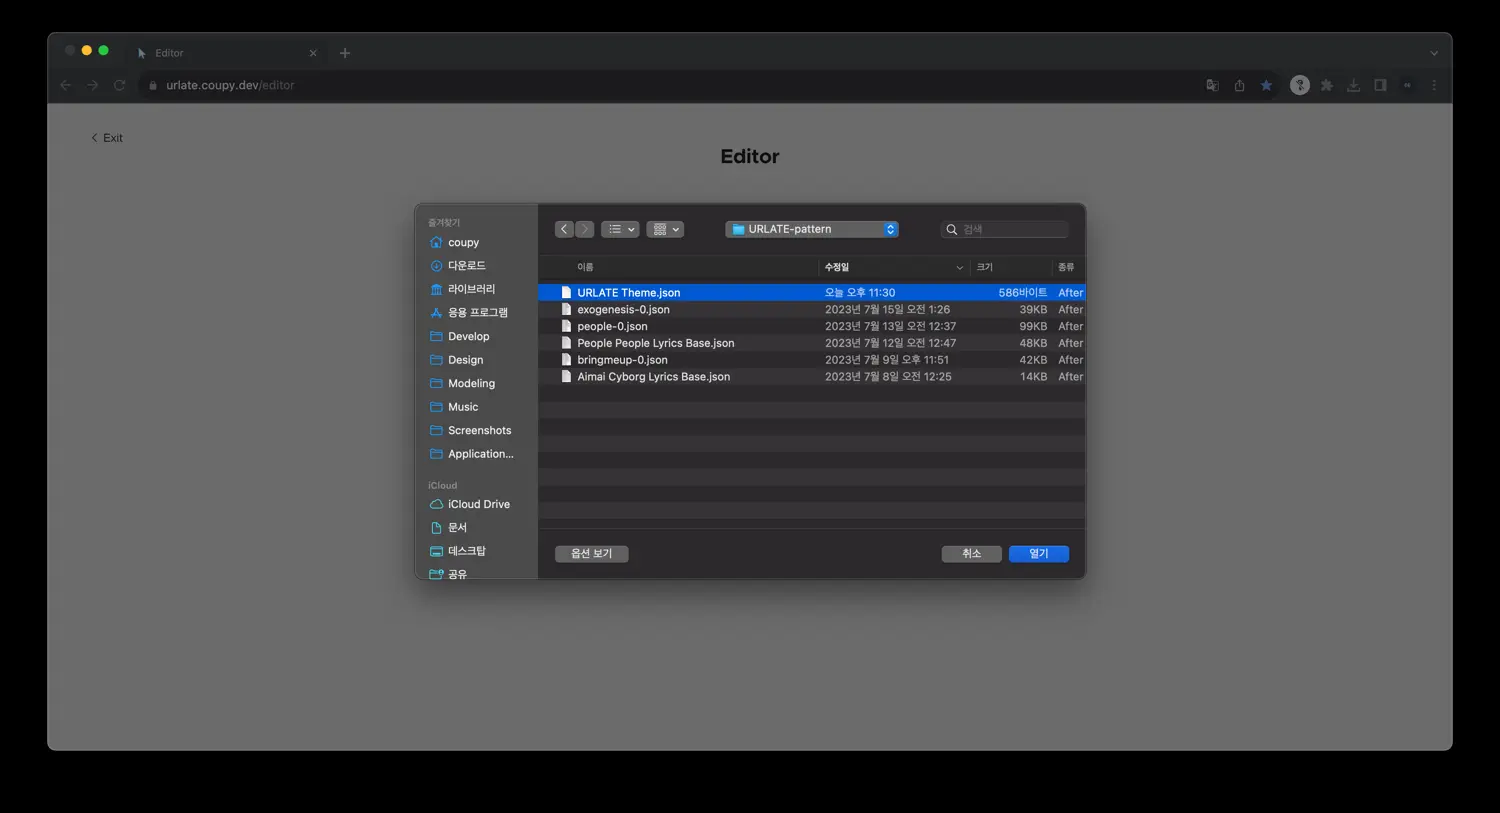 Editor
urlate.coupy.dev/editor
Exit
Editor
즐겨찾기
coupy
다운로드
라이브러리
응용 프로그램
Develop
Design
Modeling
Music
Screenshots
Application...
iCloud
iCloud Drive
문서
데스크탑
공유
URLATE-pattern
검색
이름 수정일 크기 종류
URLATE Theme.json 오늘 오후 11:30 586바이트 After
exogenesis-0.json 2023년 7월 15일 오전 1:26 39KB After
people-0.json 2023년 7월 13일 오전 12:37 99KB After
People People Lyrics Base.json 2023년 7월 12일 오전 12:47 48KB After
bringmeup-0.json 2023년 7월 9일 오후 11:51 42KB After
Aimai Cyborg Lyrics Base.json 2023년 7월 8일 오전 12:25 14KB After
옵션 보기 취소 열기